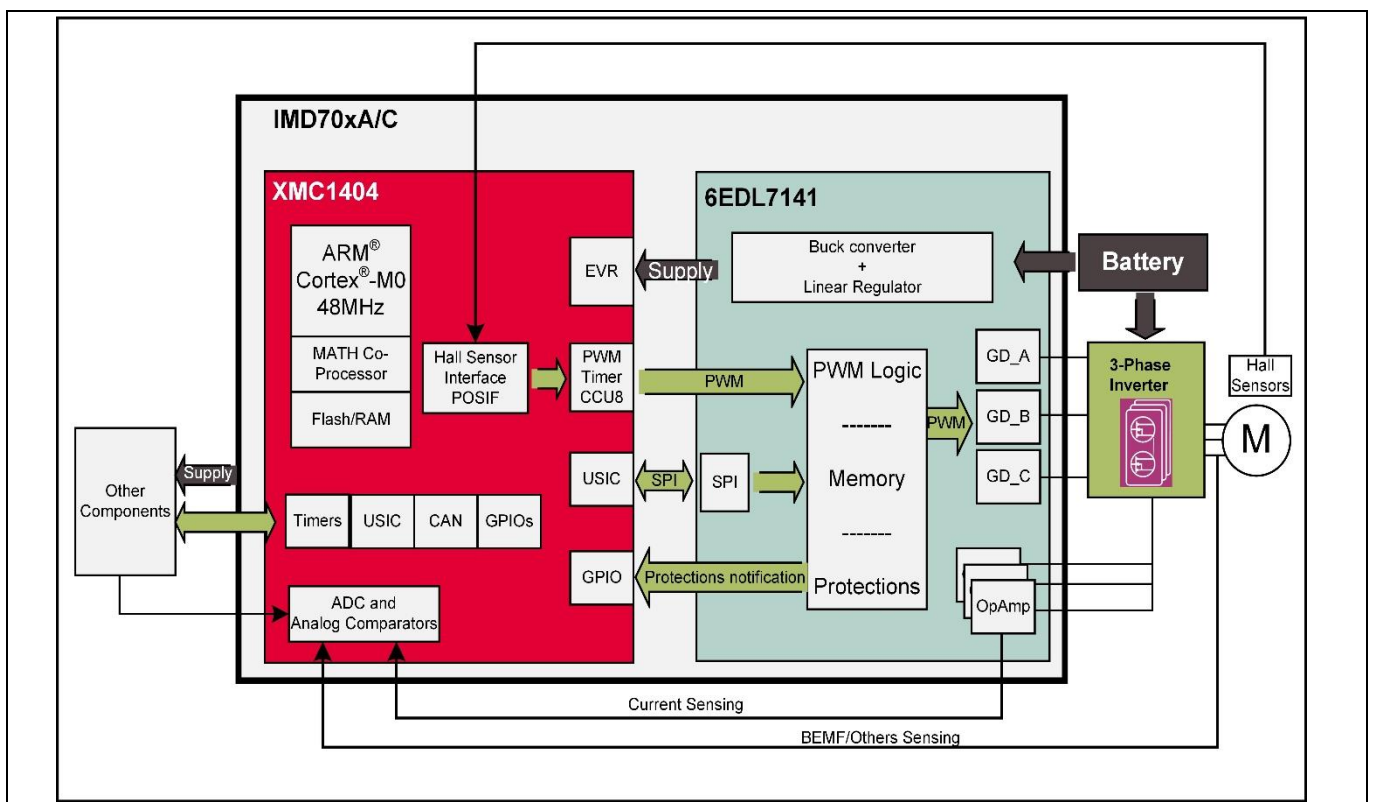 IMD70xA/C
XMC1404
6EDL7141
ARM®
Cortex®-M0
48MHz
MATH Co-
Processor
Flash/RAM
Hall Sensor
Interface
POSIF
EVR
Supply
Buck converter
+
Linear Regulator
Battery
PWM
Timer
CCU8
PWM
PWM Logic
-------
Memory
-------
Protections
PWM
GD_A
GD_B
GD_C
3-Phase
Inverter
Hall
Sensors
M
USIC
SPI
SPI
Other
Components
Supply
Timers
USIC
CAN
GPIOs
GPIO
Protections notification
ADC and
Analog Comparators
OpAmp
Current Sensing
BEMF/Others Sensing